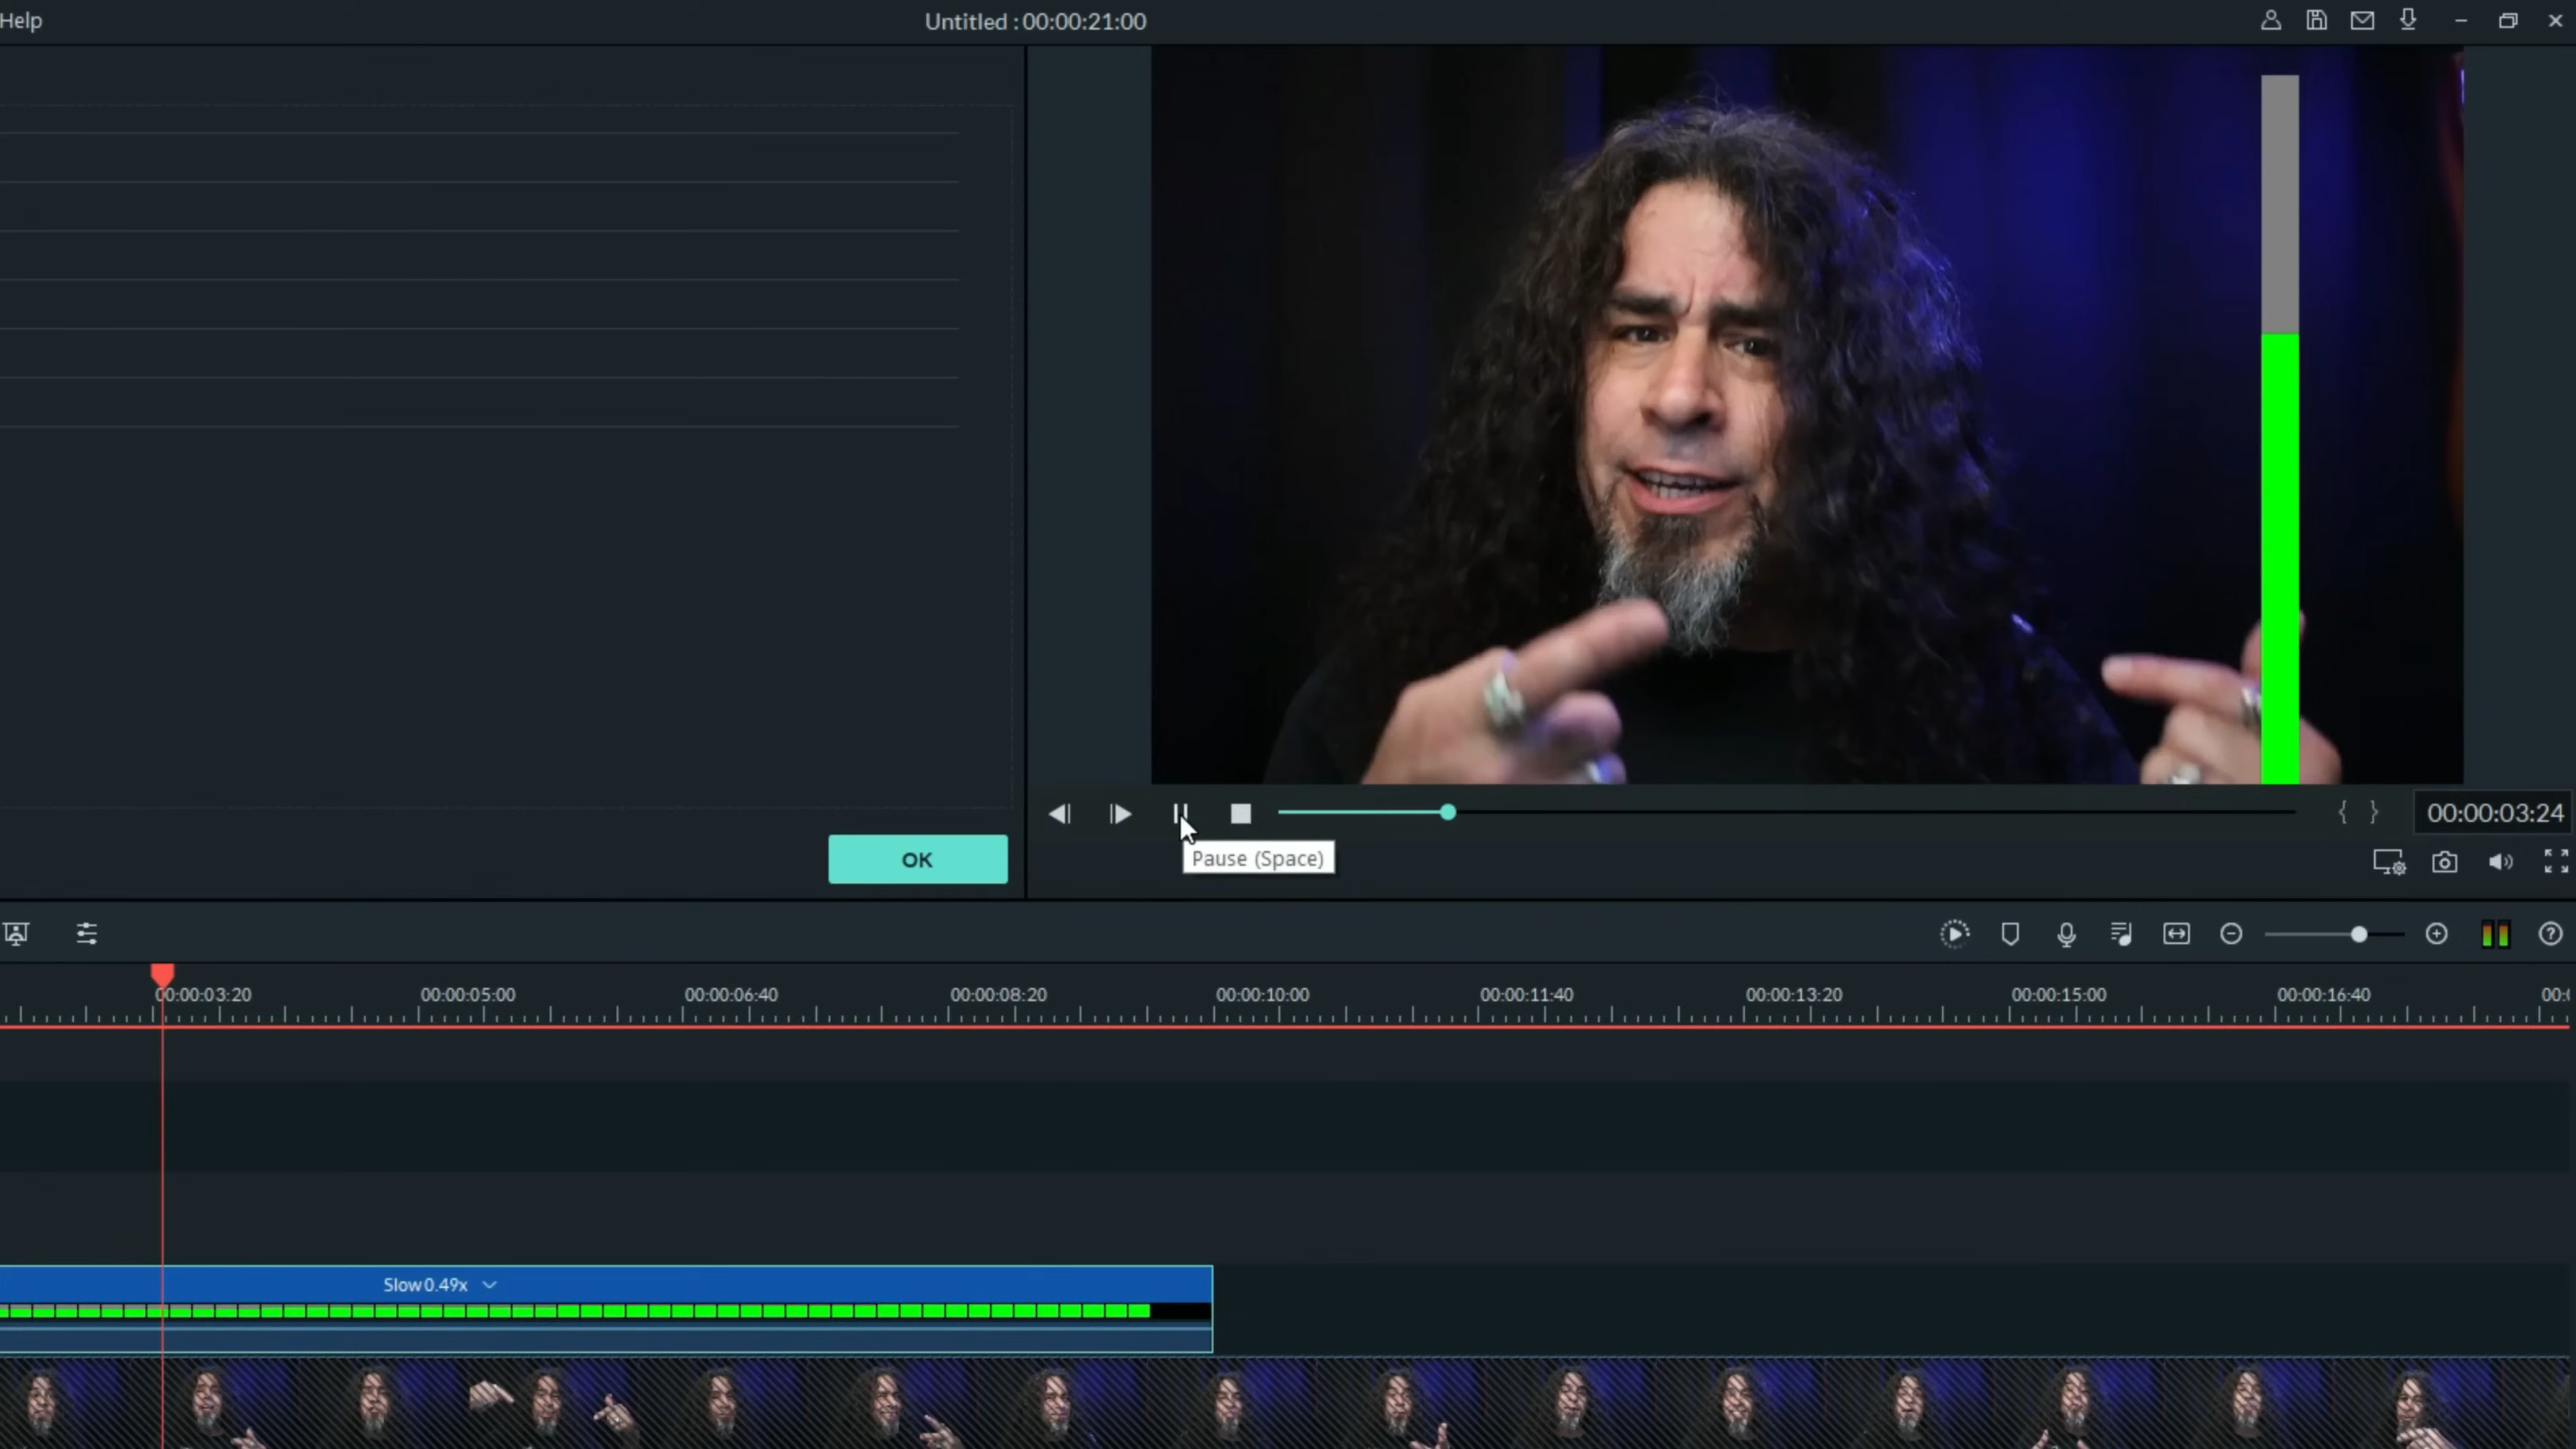 Help
Untitled : 00:00:21:00
00:00:03:24
OK
Pause (Space)
00:00:03:20
00:00:05:00
00:00:06:40
00:00:08:20
00:00:10:00
00:00:11:40
00:00:13:20
00:00:15:00
00:00:16:40
00:
Slow 0.49x